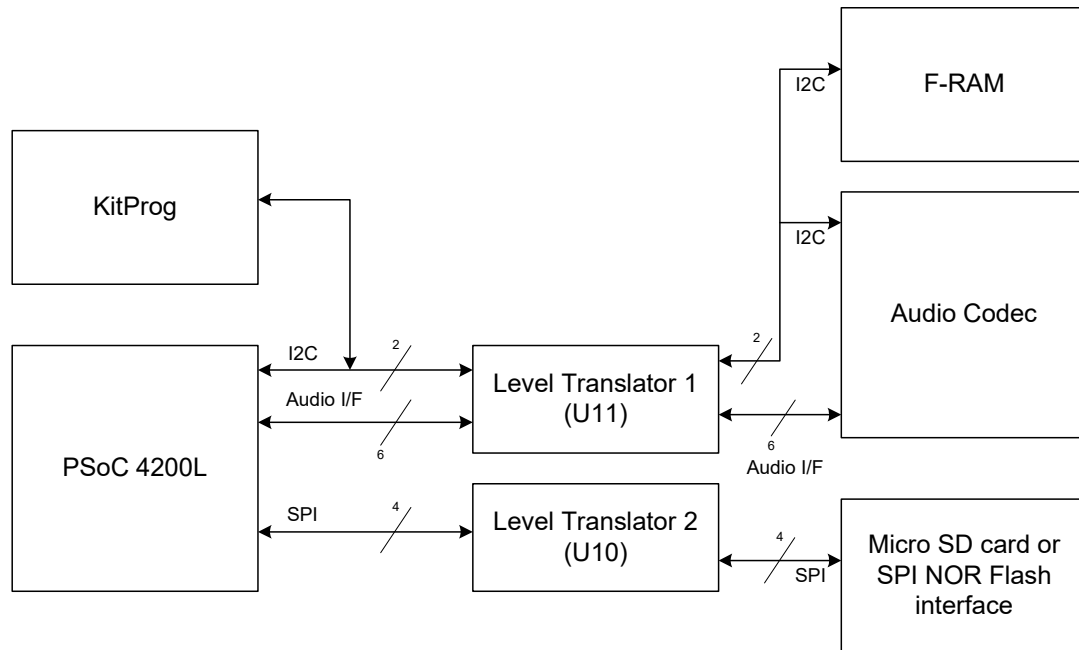 F-RAM
I2C
KitProg
I2C
Audio Codec
PSoC 4200L
I2C
2
Audio I/F
6
Level Translator 1
(U11)
2
6
Audio I/F
SPI
4
Level Translator 2
(U10)
4
SPI
Micro SD card or
SPI NOR Flash
interface